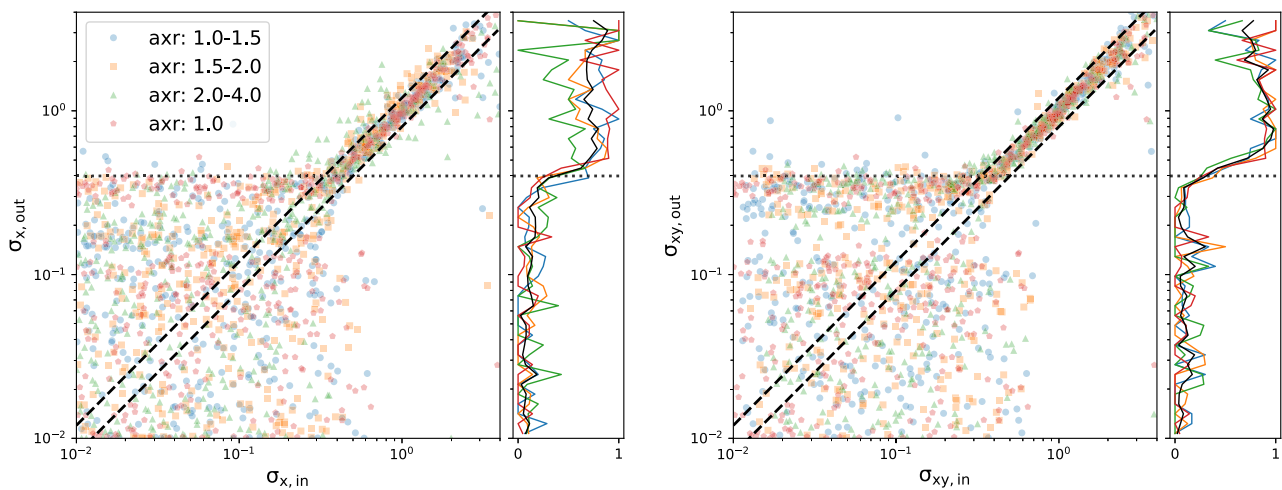 axr: 1.0-1.5
axr: 1.5-2.0
axr: 2.0-4.0
axr: 1.0
10⁰
10⁻¹
10⁻²
σx, out
10⁻² 10⁻¹ 10⁰
σx, in
0 1
10⁰
10⁻¹
10⁻²
σxy, out
10⁻² 10⁻¹ 10⁰
σxy, in
0 1